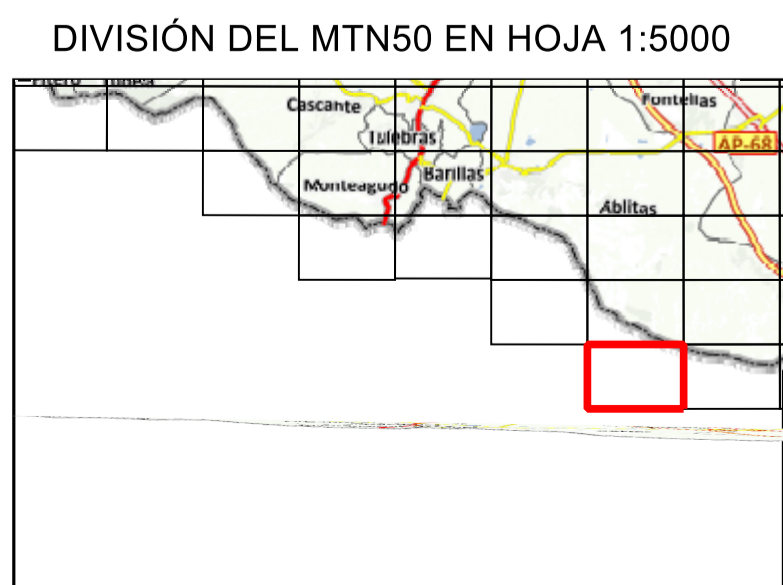 DIVISIÓN DEL MTN50 EN HOJA 1:5000
Cascante
Fontellas
Tulebras
AP-68
Barillas
Monteagudo
Ablitas